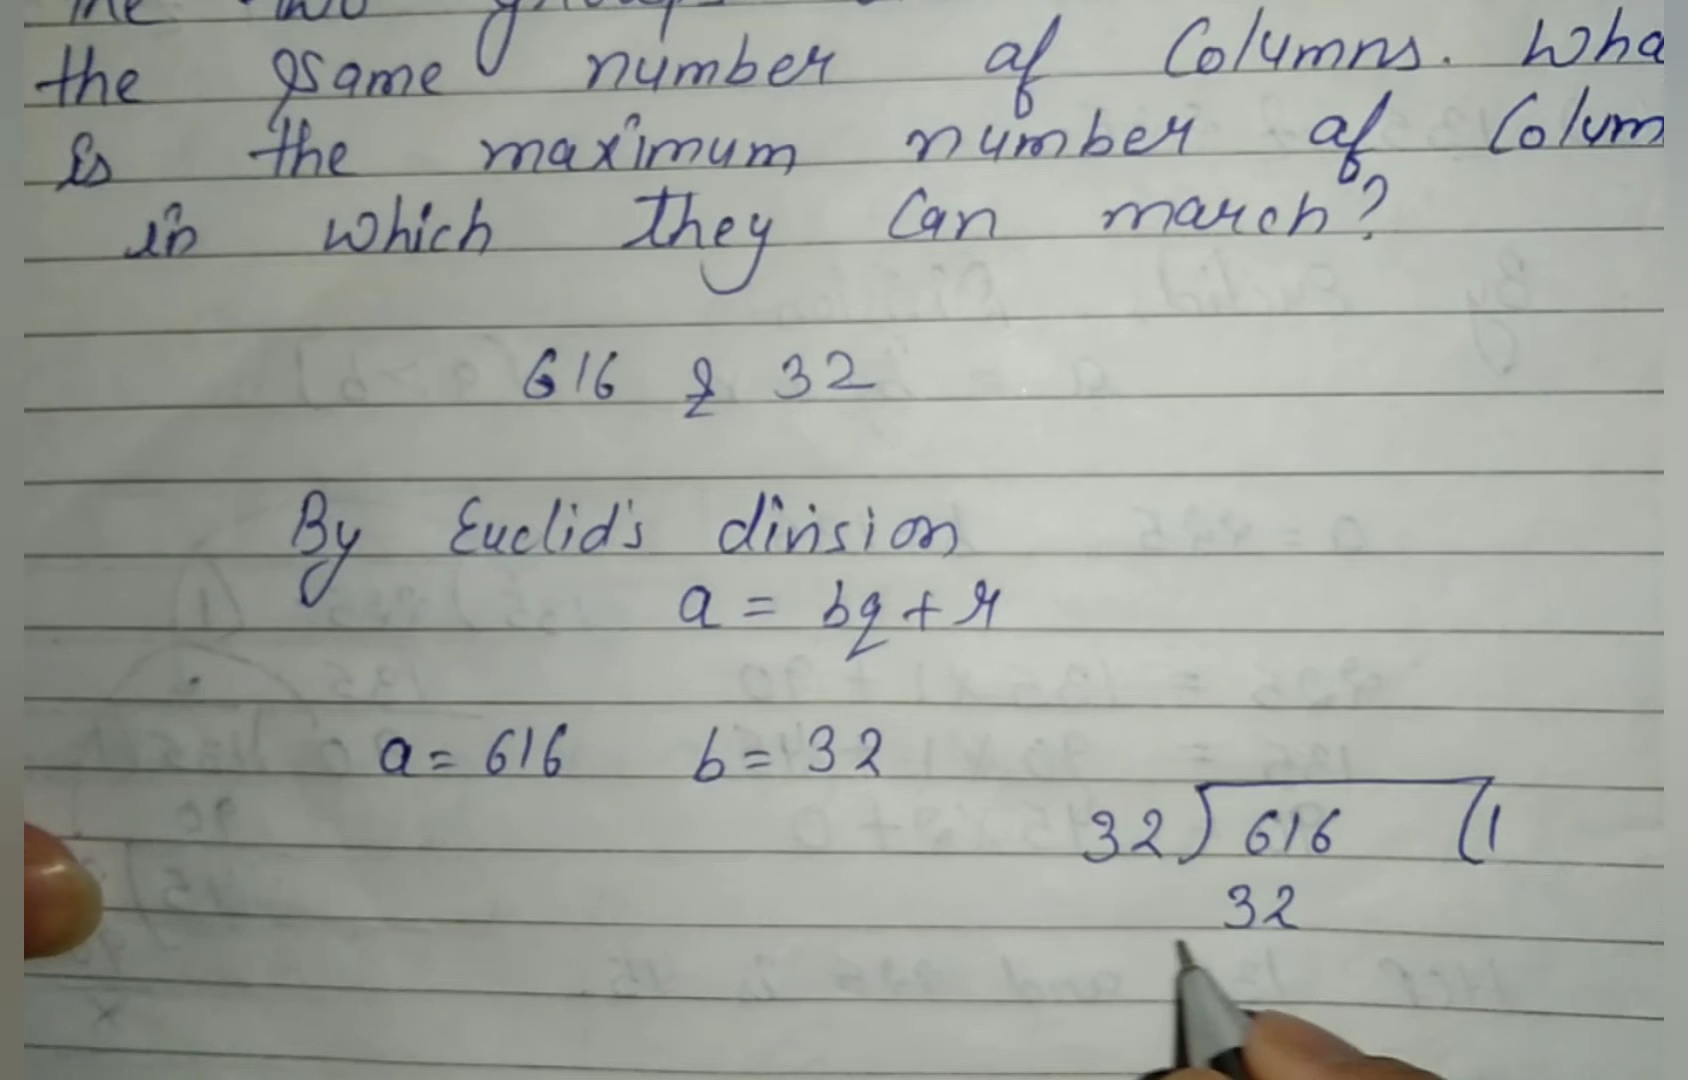 the same number of Columns. Wha
is the maximum number of Colum
in which they can march?
616 & 32
By Euclid's division
a = bq + r
a = 616 b = 32
32) 616 (1
32